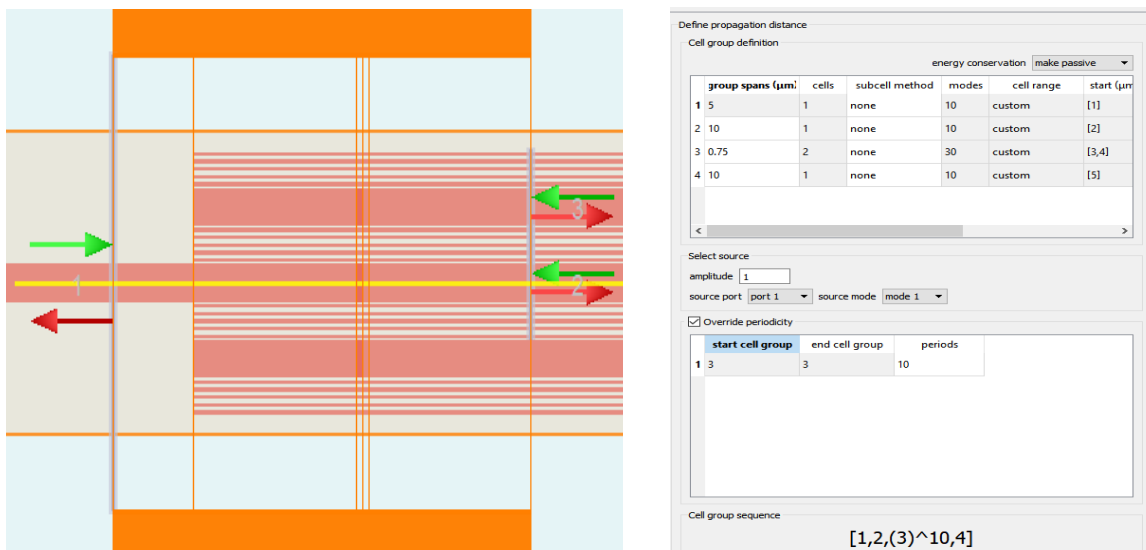 1
3
2
Define propagation distance
Cell group definition
energy conservation make passive
group spans (μm) cells subcell method modes cell range start (μm
1 5 1 none 10 custom [1]
2 10 1 none 10 custom [2]
3 0.75 2 none 30 custom [3,4]
4 10 1 none 10 custom [5]
Select source
amplitude 1
source port port 1 source mode mode 1
Override periodicity
start cell group end cell group periods
1 3 3 10
Cell group sequence
[1,2,(3)^10,4]